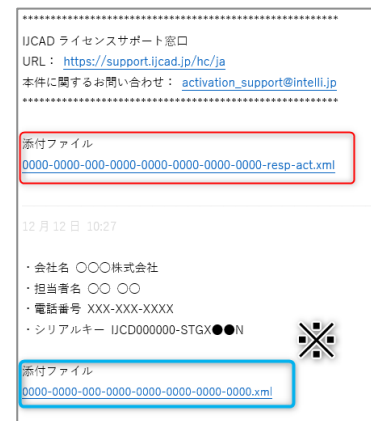 ********************************************************
IJCAD ライセンスサポート窓口
URL： https://support.ijcad.jp/hc/ja
本件に関するお問い合わせ： activation_support@intelli.jp
********************************************************
添付ファイル
0000-0000-000-0000-0000-0000-0000-0000-resp-act.xml
12 月 12 日 10:27
・会社名 〇〇〇株式会社
・担当者名 〇〇 〇〇
・電話番号 XXX-XXX-XXXX
・シリアルキー IJCD000000-STGX●●N
※
添付ファイル
0000-0000-000-0000-0000-0000-0000-0000.xml